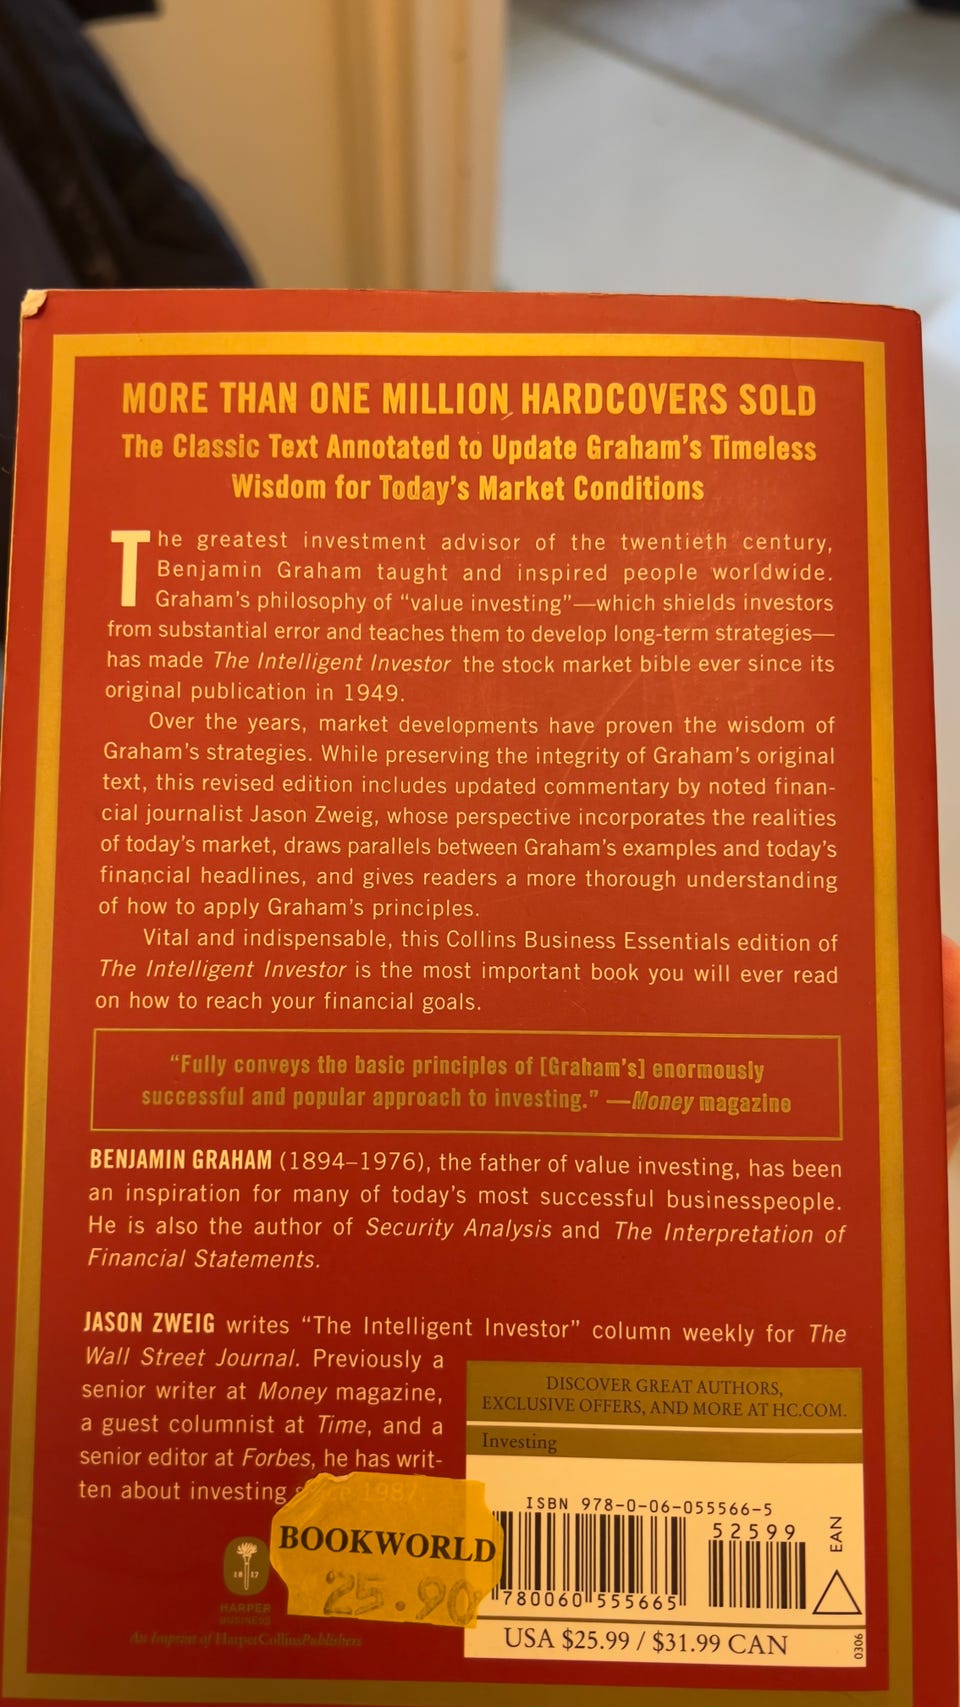 MORE THAN ONE MILLION HARDCOVERS SOLD
The Classic Text Annotated to Update Graham's Timeless
Wisdom for Today's Market Conditions
The greatest investment advisor of the twentieth century,
Benjamin Graham taught and inspired people worldwide.
Graham's philosophy of "value investing"—which shields investors
from substantial error and teaches them to develop long-term strategies—
has made The Intelligent Investor the stock market bible ever since its
original publication in 1949.
Over the years, market developments have proven the wisdom of
Graham's strategies. While preserving the integrity of Graham's original
text, this revised edition includes updated commentary by noted finan-
cial journalist Jason Zweig, whose perspective incorporates the realities
of today's market, draws parallels between Graham's examples and today's
financial headlines, and gives readers a more thorough understanding
of how to apply Graham's principles.
Vital and indispensable, this Collins Business Essentials edition of
The Intelligent Investor is the most important book you will ever read
on how to reach your financial goals.
"Fully conveys the basic principles of [Graham's] enormously
successful and popular approach to investing." —Money magazine
BENJAMIN GRAHAM (1894–1976), the father of value investing, has been
an inspiration for many of today's most successful businesspeople.
He is also the author of Security Analysis and The Interpretation of
Financial Statements.
JASON ZWEIG writes "The Intelligent Investor" column weekly for The
Wall Street Journal. Previously a
senior writer at Money magazine,
a guest columnist at Time, and a
senior editor at Forbes, he has writ-
ten about investing since 1987.
DISCOVER GREAT AUTHORS,
EXCLUSIVE OFFERS, AND MORE AT HC.COM.
Investing
ISBN 978-0-06-055566-5
52599
EAN
9780060 555665
USA $25.99 / $31.99 CAN
0306
BOOKWORLD
25.90
1817
HARPER
BUSINESS
An Imprint of HarperCollinsPublishers